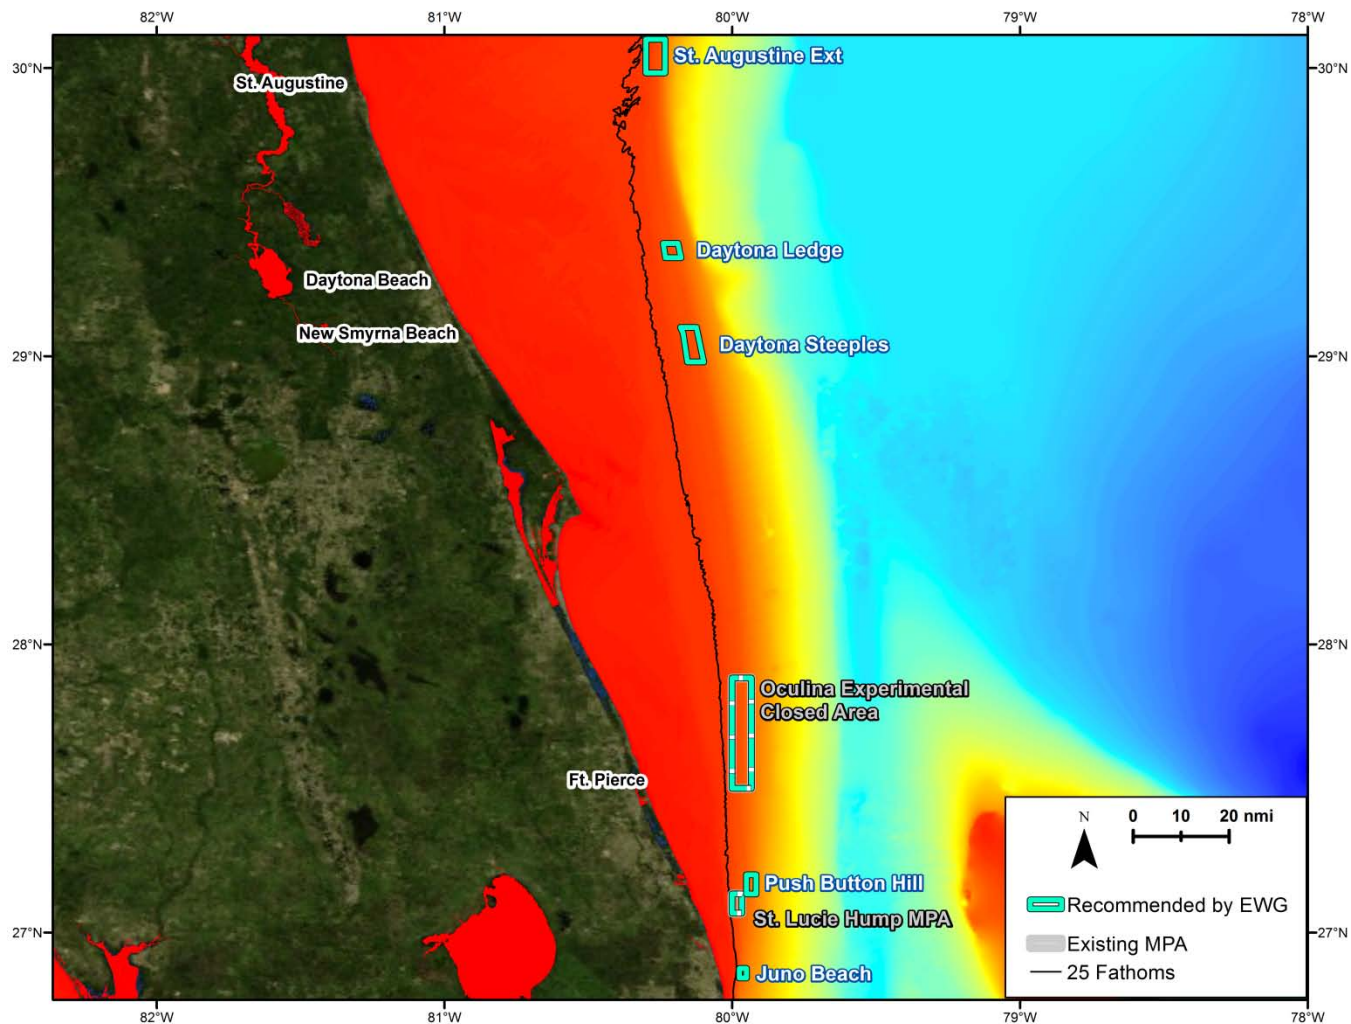 82°W
81°W
80°W
79°W
78°W
30°N
30°N
St. Augustine Ext
St. Augustine
Daytona Ledge
Daytona Beach
New Smyrna Beach
Daytona Steeples
29°N
29°N
28°N
28°N
Oculina Experimental
Closed Area
Ft. Pierce
N
0 10 20 nmi
Push Button Hill
Recommended by EWG
St. Lucie Hump MPA
27°N
27°N
Existing MPA
Juno Beach
25 Fathoms
82°W
81°W
80°W
79°W
78°W